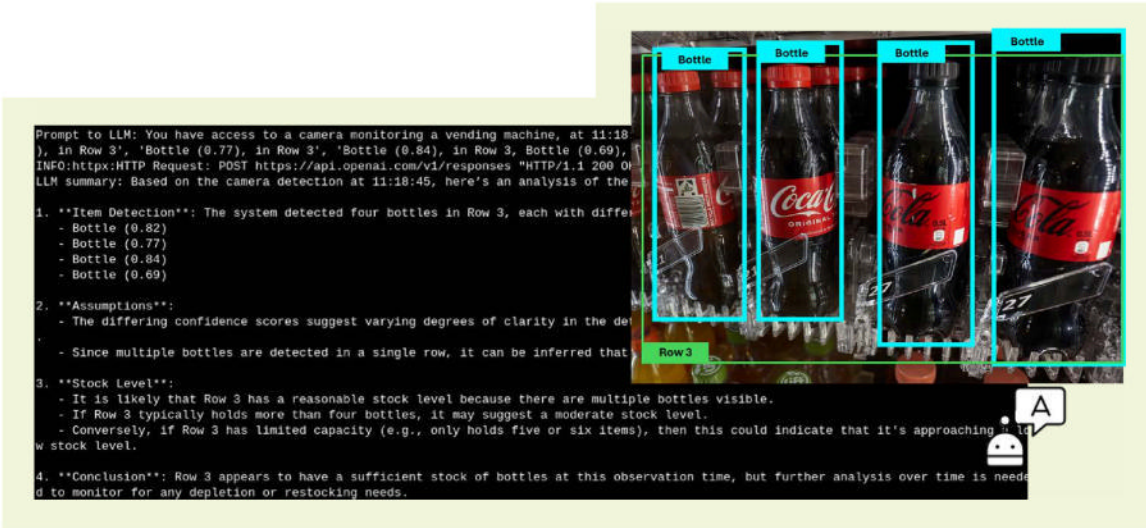 Prompt to LLM: You have access to a camera monitoring a vending machine, at 11:18
), in Row 3', 'Bottle (0.77), in Row 3', 'Bottle (0.84), in Row 3, Bottle (0.69),
INFO:httpx:HTTP Request: POST https://api.openai.com/v1/responses "HTTP/1.1 200 OK
LLM summary: Based on the camera detection at 11:18:45, here's an analysis of the
1. **Item Detection**: The system detected four bottles in Row 3, each with differ
- Bottle (0.82)
- Bottle (0.77)
- Bottle (0.84)
- Bottle (0.69)
2. **Assumptions**:
- The differing confidence scores suggest varying degrees of clarity in the de
.
- Since multiple bottles are detected in a single row, it can be inferred that
3. **Stock Level**:
- It is likely that Row 3 has a reasonable stock level because there are multiple bottles visible.
- If Row 3 typically holds more than four bottles, it may suggest a moderate stock level.
- Conversely, if Row 3 has limited capacity (e.g., only holds five or six items), then this could indicate that it's approaching
w stock level.
4. **Conclusion**: Row 3 appears to have a sufficient stock of bottles at this observation time, but further analysis over time is neede
d to monitor for any depletion or restocking needs.
Bottle
Bottle
Bottle
Bottle
Coca-C
ORIGINAL
Cola
0,5L
Cola
27
27
Row 3
A